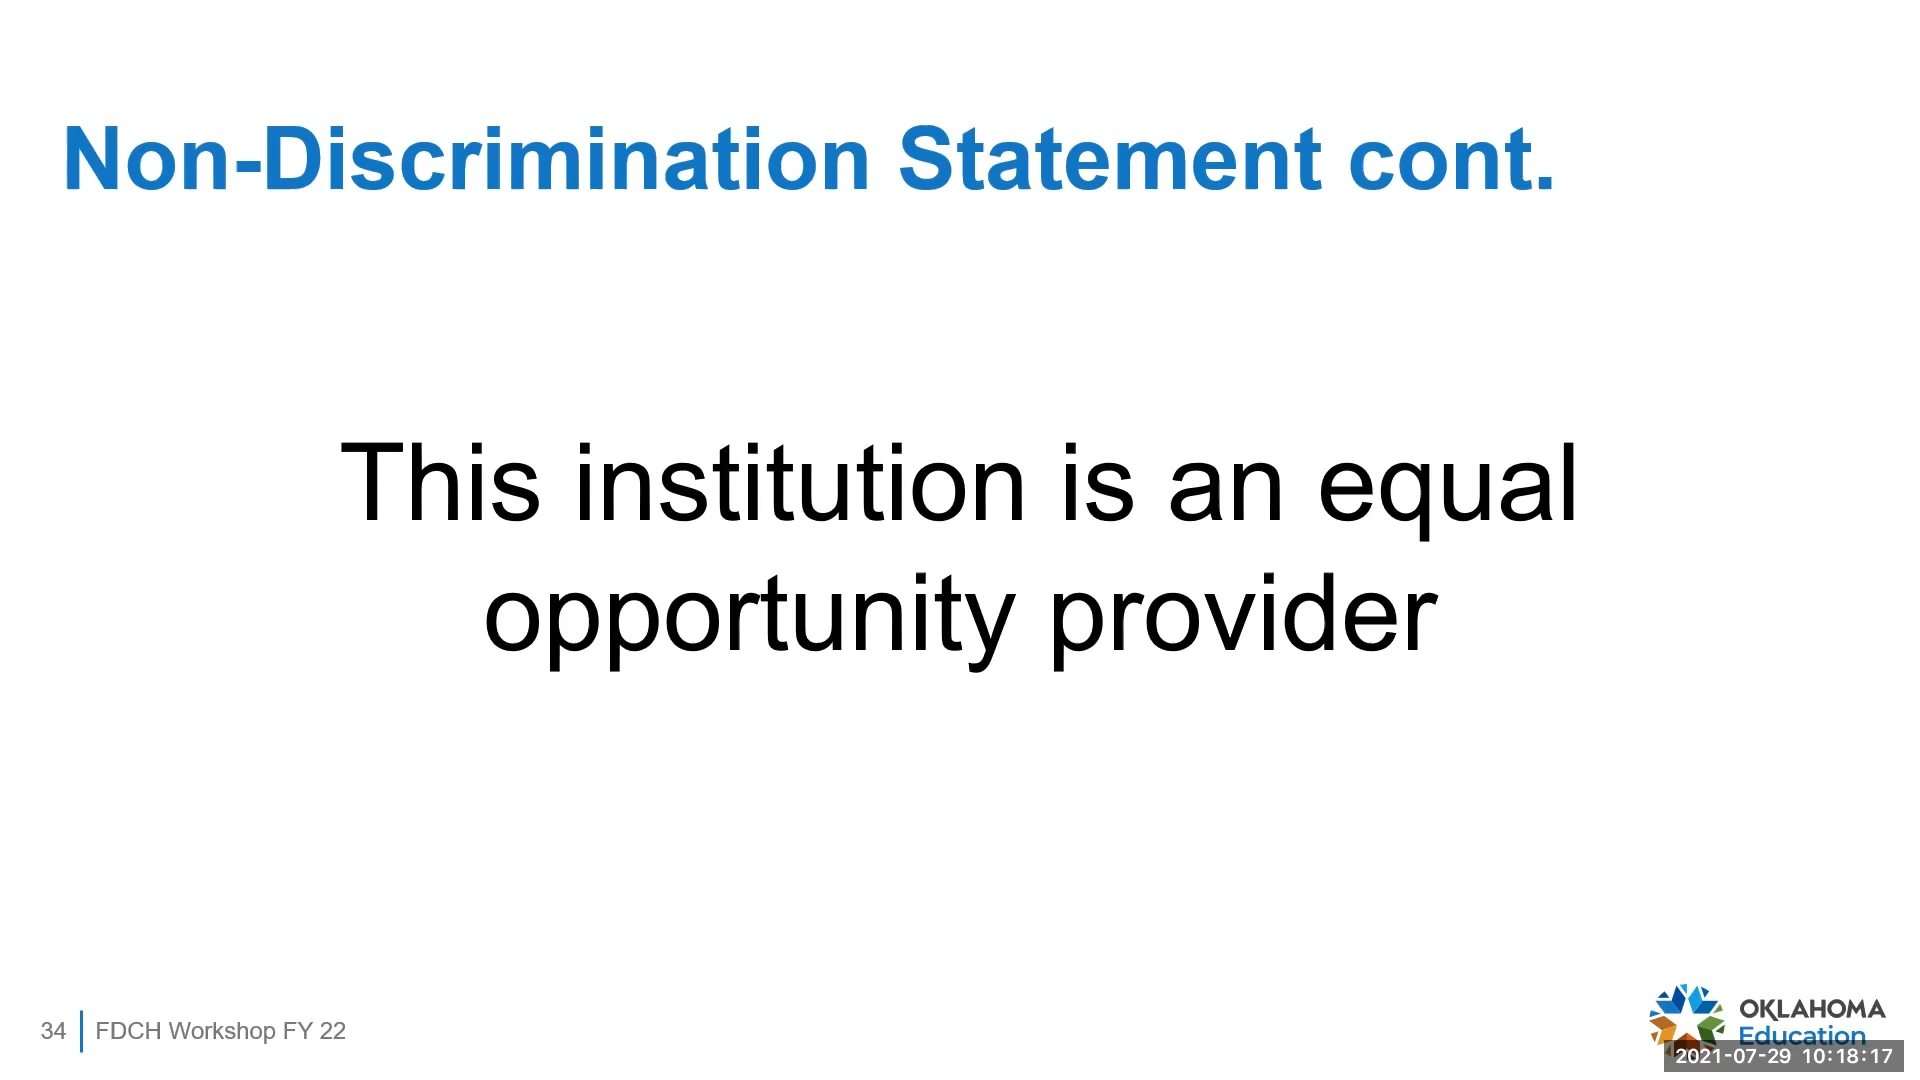 Non-Discrimination Statement cont.
This institution is an equal
opportunity provider
34
FDCH Workshop FY 22
OKLAHOMA
Education
2021-07-29 10:18:17